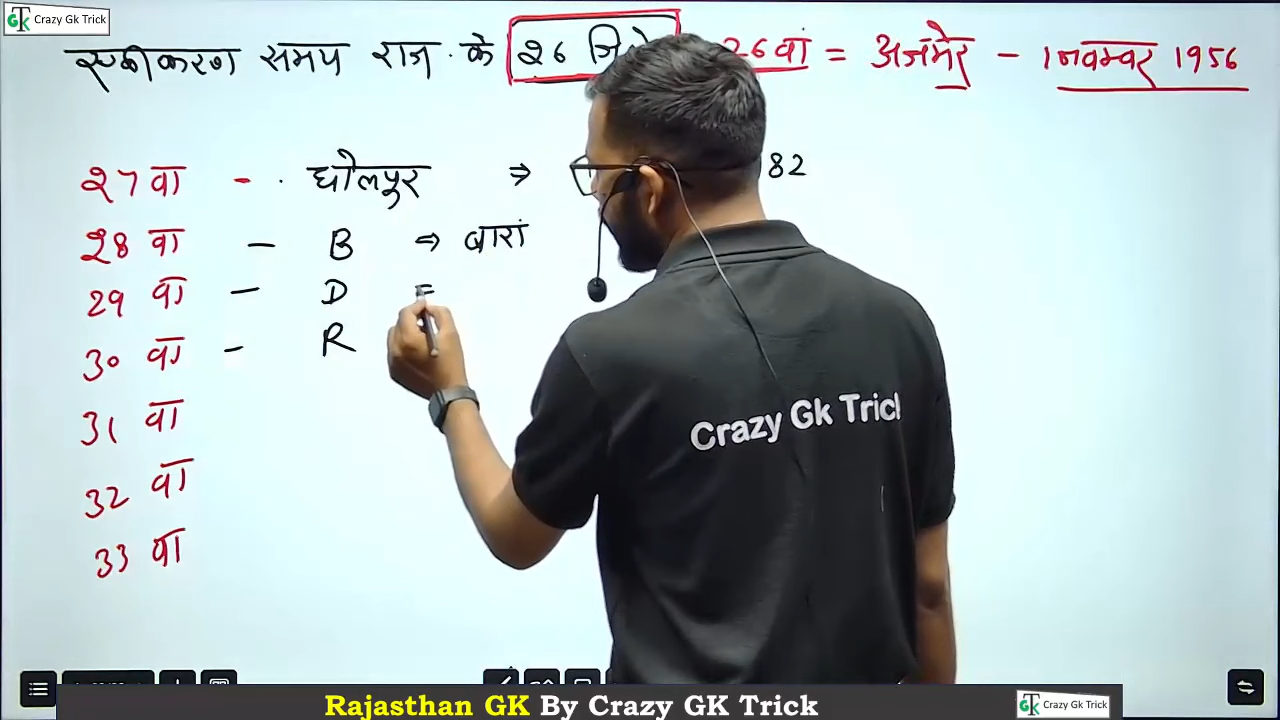 Crazy Gk Trick
एकीकरण समय राज. के 26 26वां = अजमेर - 1 नवम्बर 1956
27 वा - धौलपुर ⇒ 82
28 वा - B ⇒ बारां
29 वा - D =
30 वा - R
31 वा
32 वा
33 वा
Crazy Gk Tric
Rajasthan GK By Crazy GK Trick
Crazy GK Trick